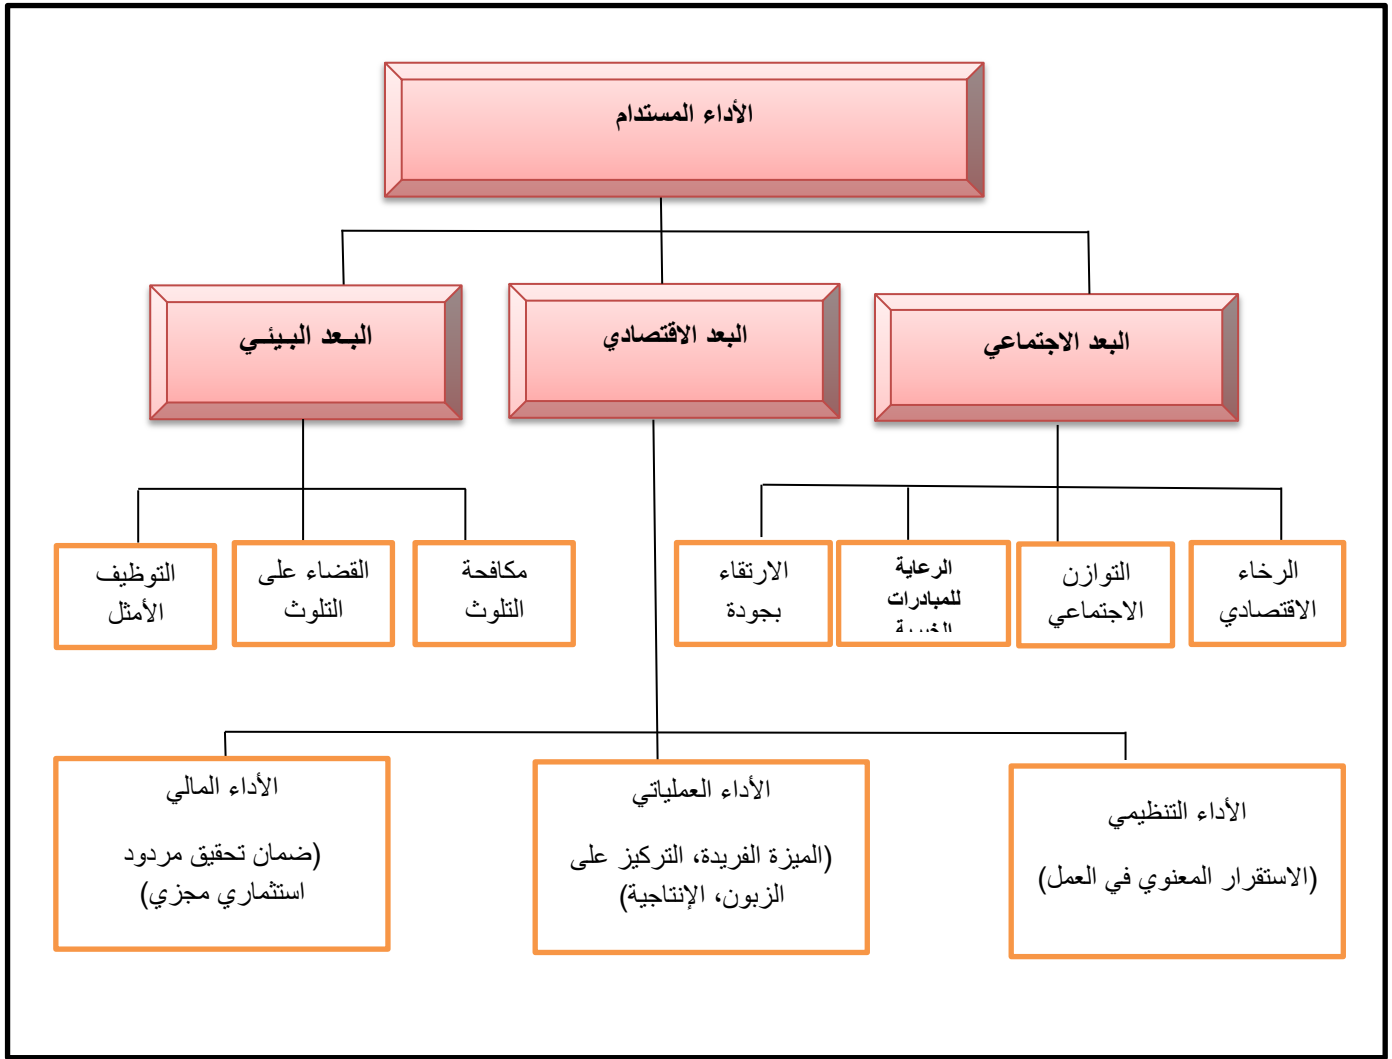 الأداء المستدام
البعد الاجتماعي
البعد الاقتصادي
البـعد البـيئـي
الرخاء
الاقتصادي
التوازن
الاجتماعي
الرعاية
للمبادرات
الارتقاء
بجودة
مكافحة
التلوث
القضاء على
التلوث
التوظيف
الأمثل
الأداء التنظيمي
(الاستقرار المعنوي في العمل)
الأداء العملياتي
(الميزة الفريدة، التركيز على
الزبون، الإنتاجية)
الأداء المالي
(ضمان تحقيق مردود
استثماري مجزي)